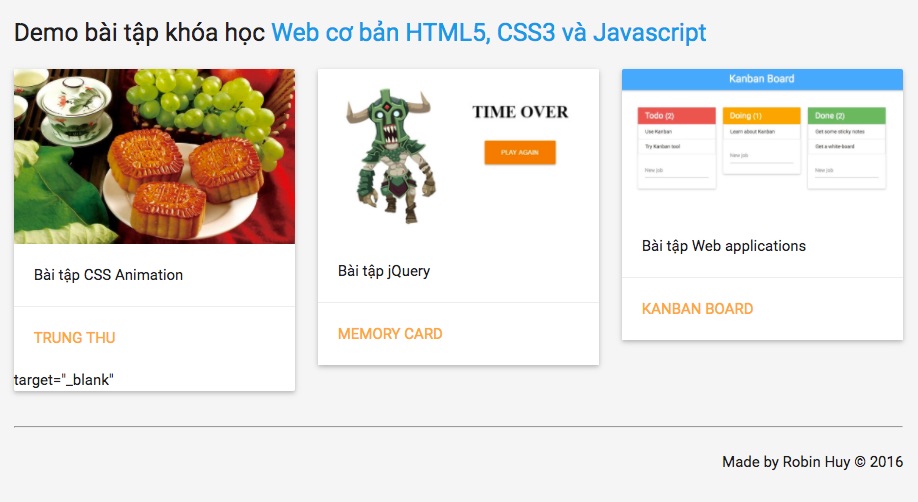 Demo bài tập khóa học Web cơ bản HTML5, CSS3 và Javascript
Bài tập CSS Animation
TRUNG THU
target="_blank"
TIME OVER
PLAY AGAIN
Bài tập jQuery
MEMORY CARD
Kanban Board
Todo (2)
Use Kanban
Try Kanban tool
New job
Doing (1)
Learn about Kanban
New job
Done (2)
Get some sticky notes
Get a white board
New job
Bài tập Web applications
KANBAN BOARD
Made by Robin Huy © 2016